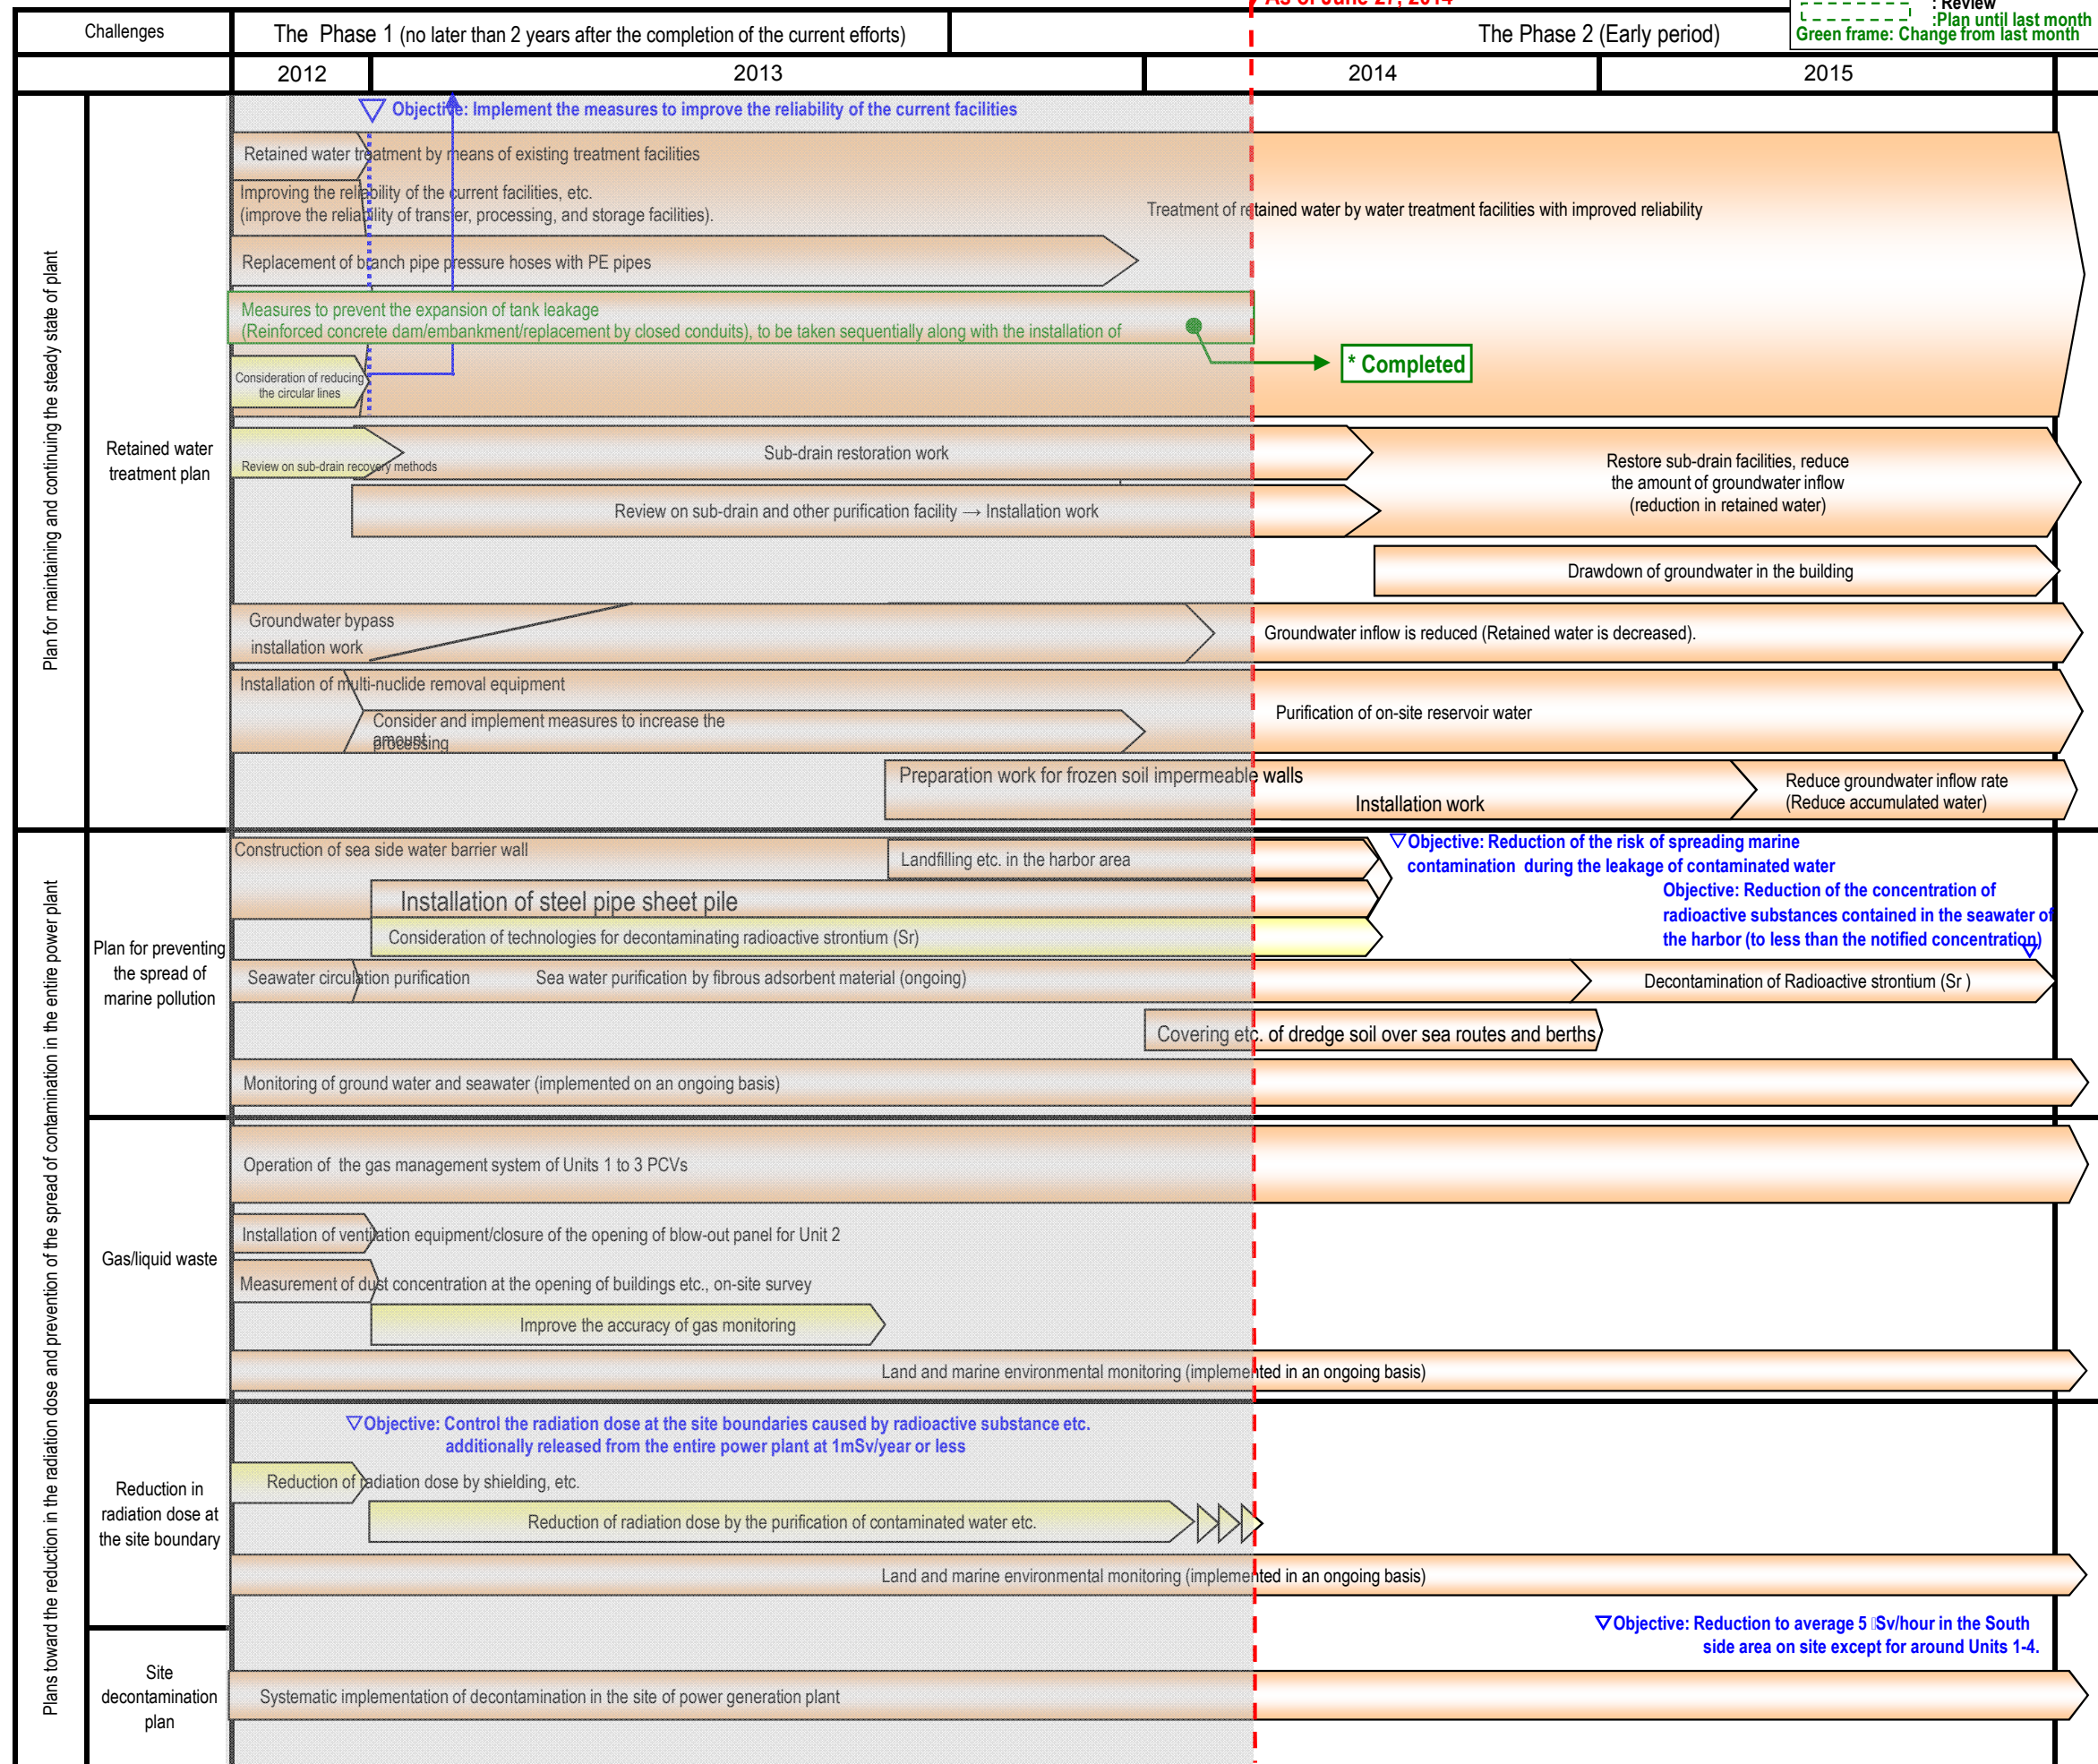 As of June 27, 2014
: Review
:Plan until last month
Green frame: Change from last month
Challenges
The Phase 1 (no later than 2 years after the completion of the current efforts)
The Phase 2 (Early period)
2012
2013
2014
2015
Plan for maintaining and continuing the steady state of plant
Retained water
treatment plan
▽ Objective: Implement the measures to improve the reliability of the current facilities
Retained water treatment by means of existing treatment facilities
Improving the reliability of the current facilities, etc.
(improve the reliability of transfer, processing, and storage facilities).
Treatment of retained water by water treatment facilities with improved reliability
Replacement of branch pipe pressure hoses with PE pipes
Measures to prevent the expansion of tank leakage
(Reinforced concrete dam/embankment/replacement by closed conduits), to be taken sequentially along with the installation of
* Completed
Consideration of reducing
the circular lines
Review on sub-drain recovery methods
Sub-drain restoration work
Restore sub-drain facilities, reduce
the amount of groundwater inflow
(reduction in retained water)
Review on sub-drain and other purification facility → Installation work
Drawdown of groundwater in the building
Groundwater bypass
installation work
Groundwater inflow is reduced (Retained water is decreased).
Installation of multi-nuclide removal equipment
Consider and implement measures to increase the
amount
processing
Purification of on-site reservoir water
Preparation work for frozen soil impermeable walls
Installation work
Reduce groundwater inflow rate
(Reduce accumulated water)
Plans toward the reduction in the radiation dose and prevention of the spread of contamination in the entire power plant
Plan for preventing
the spread of
marine pollution
Construction of sea side water barrier wall
Landfilling etc. in the harbor area
▽Objective: Reduction of the risk of spreading marine
contamination during the leakage of contaminated water
Installation of steel pipe sheet pile
Objective: Reduction of the concentration of
radioactive substances contained in the seawater of
the harbor (to less than the notified concentration)
▽
Consideration of technologies for decontaminating radioactive strontium (Sr)
Seawater circulation purification
Sea water purification by fibrous adsorbent material (ongoing)
Decontamination of Radioactive strontium (Sr )
Covering etc. of dredge soil over sea routes and berths
Monitoring of ground water and seawater (implemented on an ongoing basis)
Gas/liquid waste
Operation of the gas management system of Units 1 to 3 PCVs
Installation of ventilation equipment/closure of the opening of blow-out panel for Unit 2
Measurement of dust concentration at the opening of buildings etc., on-site survey
Improve the accuracy of gas monitoring
Land and marine environmental monitoring (implemented in an ongoing basis)
Reduction in
radiation dose at
the site boundary
▽Objective: Control the radiation dose at the site boundaries caused by radioactive substance etc.
additionally released from the entire power plant at 1mSv/year or less
Reduction of radiation dose by shielding, etc.
Reduction of radiation dose by the purification of contaminated water etc.
Land and marine environmental monitoring (implemented in an ongoing basis)
Site
decontamination
plan
▽Objective: Reduction to average 5 Sv/hour in the South
side area on site except for around Units 1-4.
Systematic implementation of decontamination in the site of power generation plant